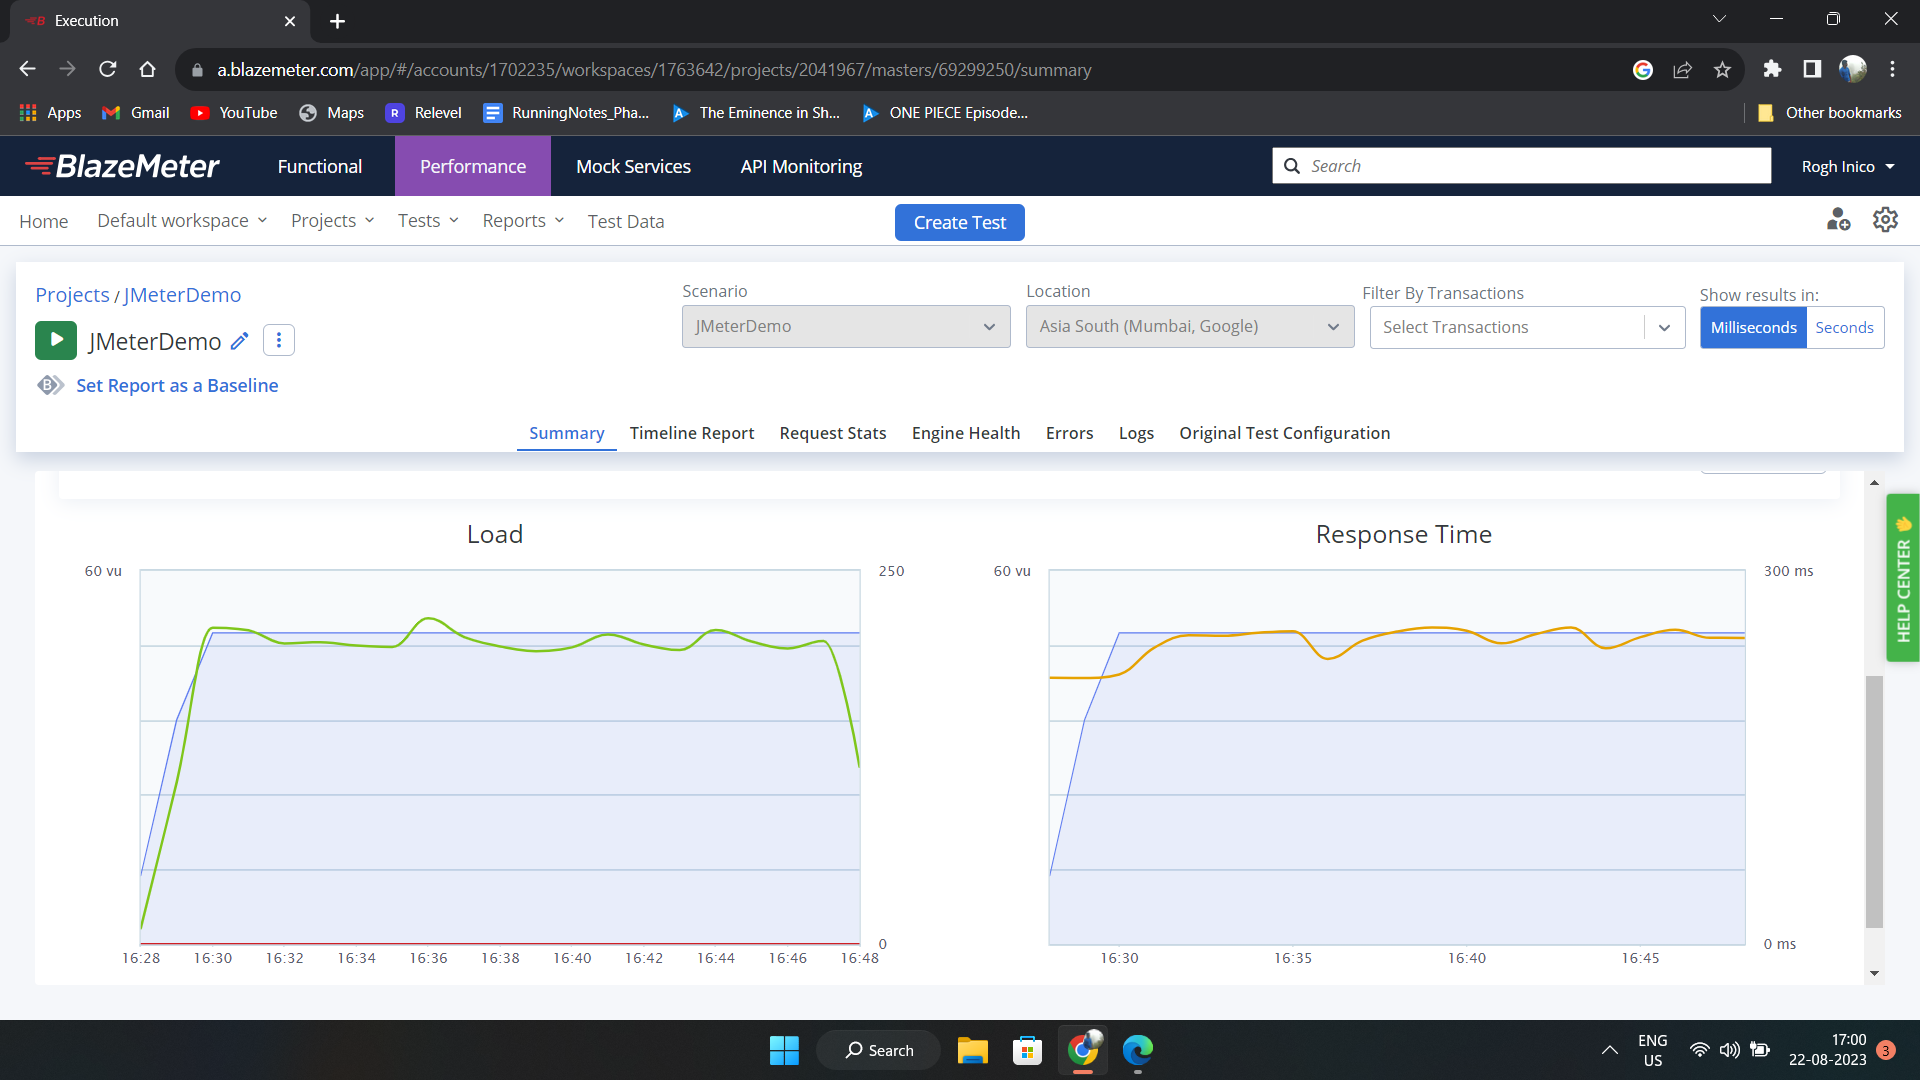 Execution
a.blazemeter.com/app/#/accounts/1702235/workspaces/1763642/projects/2041967/masters/69299250/summary
Apps Gmail YouTube Maps R Relevel RunningNotes_Pha... The Eminence in Sh... ONE PIECE Episode... Other bookmarks
BlazeMeter Functional Performance Mock Services API Monitoring Search Rogh Inico
Home Default workspace Projects Tests Reports Test Data Create Test
Projects / JMeterDemo
Scenario Location Filter By Transactions Show results in:
JMeterDemo
JMeterDemo Asia South (Mumbai, Google) Select Transactions Milliseconds Seconds
B Set Report as a Baseline
Summary Timeline Report Request Stats Engine Health Errors Logs Original Test Configuration
Load
60 vu 250
0
16:28 16:30 16:32 16:34 16:36 16:38 16:40 16:42 16:44 16:46 16:48
Response Time
60 vu 300 ms
0 ms
16:30 16:35 16:40 16:45
HELP CENTER
Search
ENG
US
17:00
22-08-2023
3